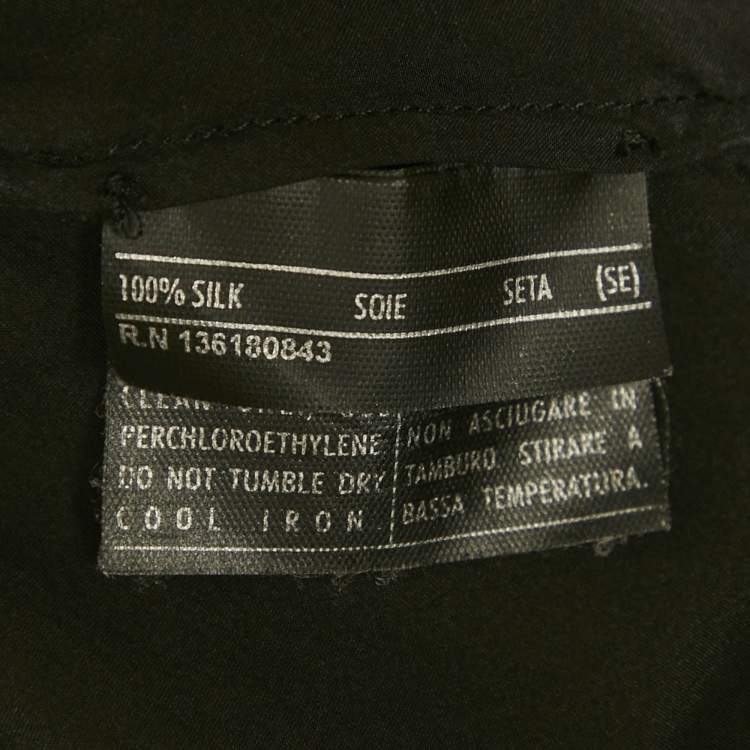 100% SILK SOIE SETA (SE)
R.N 136180843
CLEAN
PERCHLOROETHYLENE
DO NOT TUMBLE DRY
COOL IRON
NON ASCIUGARE IN
TAMBURO STIRARE A
BASSA TEMPERATURA.